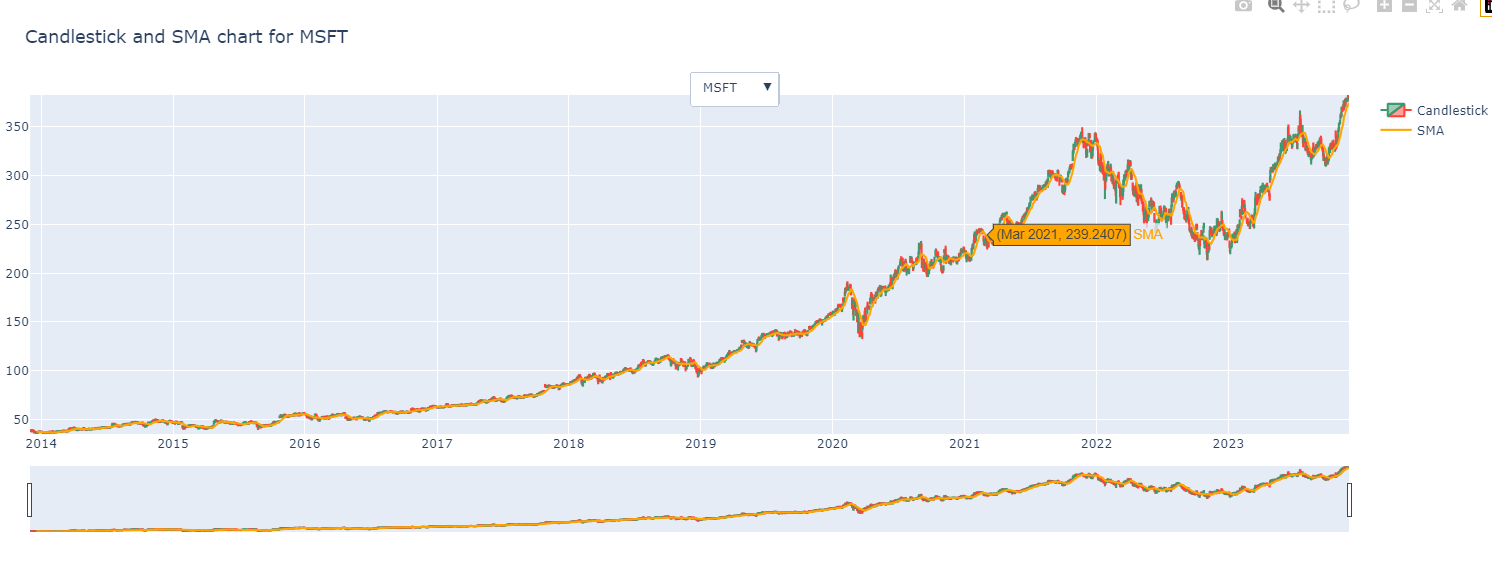 Candlestick and SMA chart for MSFT
MSFT ▼
Candlestick
SMA
350
300
250
200
150
100
50
(Mar 2021, 239.2407) SMA
2014 2015 2016 2017 2018 2019 2020 2021 2022 2023